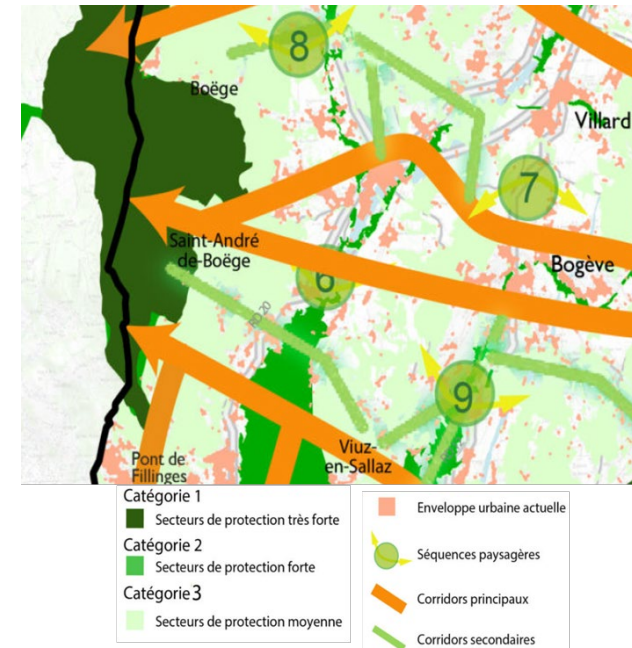 8
Boëge
Villard
7
Saint-André
de-Boëge
Bogève
6
RD 20
9
Viuz-
en-Sallaz
Pont de
Fillinges
Catégorie 1
Secteurs de protection très forte
Catégorie 2
Secteurs de protection forte
Catégorie 3
Secteurs de protection moyenne
Enveloppe urbaine actuelle
Séquences paysagères
Corridors principaux
Corridors secondaires